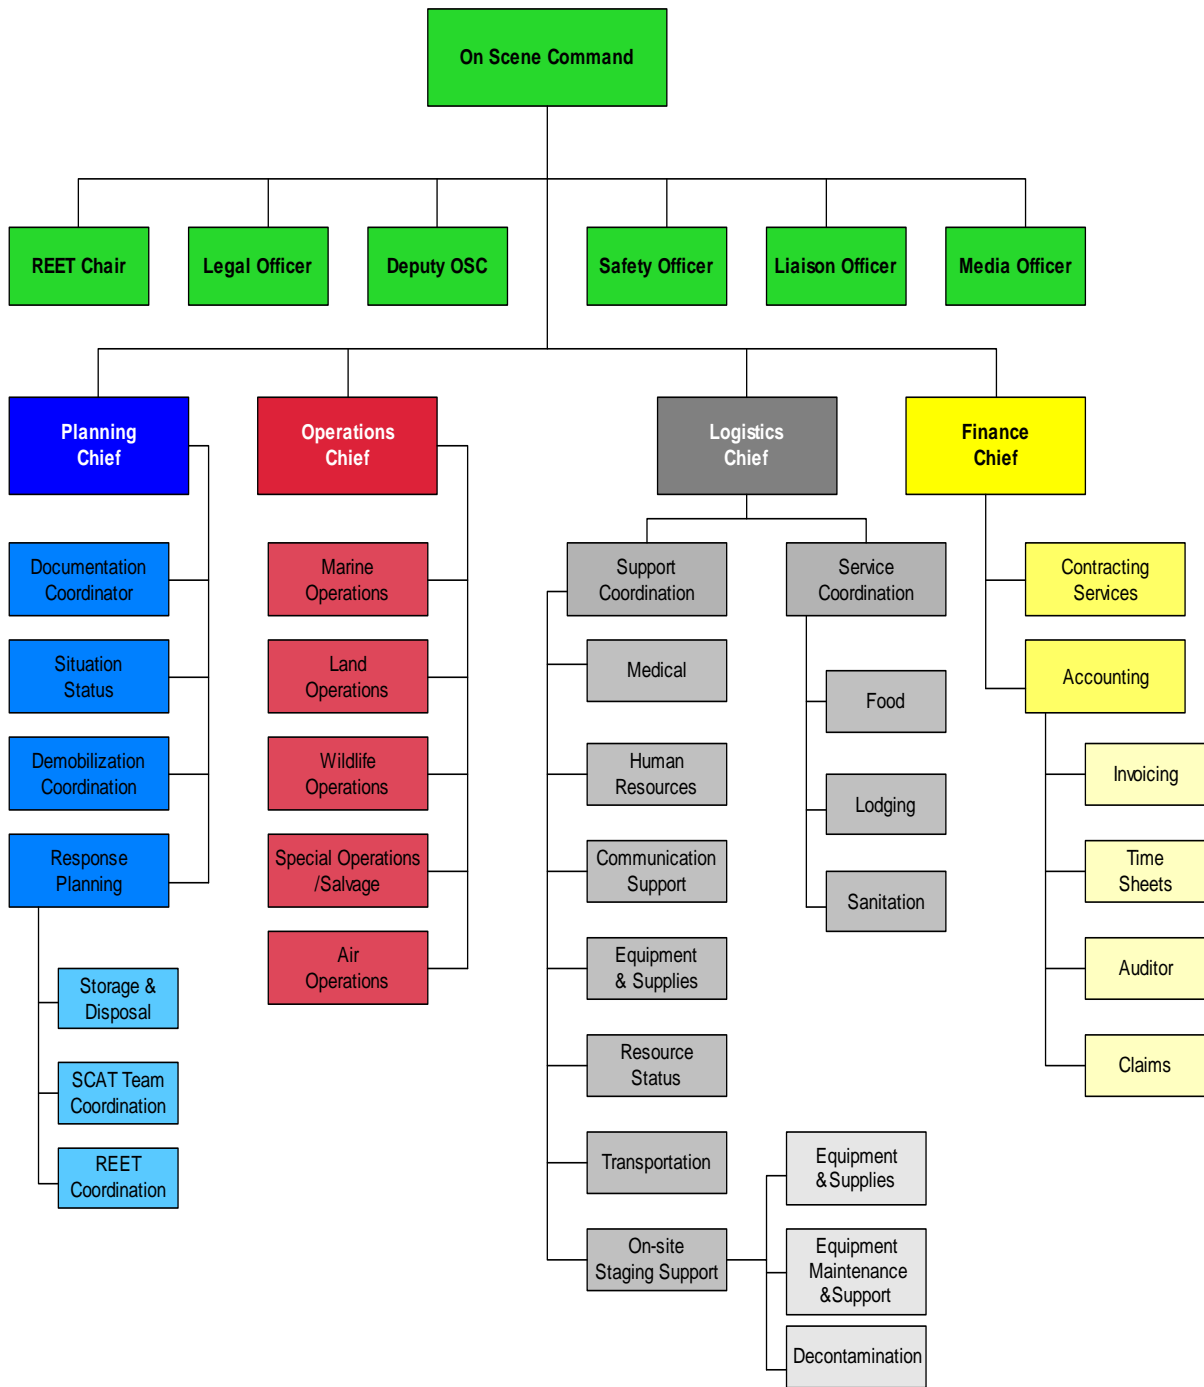 On Scene Command
REET Chair
Legal Officer
Deputy OSC
Safety Officer
Liaison Officer
Media Officer
Planning
Chief
Operations
Chief
Logistics
Chief
Finance
Chief
Documentation
Coordinator
Situation
Status
Demobilization
Coordination
Response
Planning
Storage &
Disposal
SCAT Team
Coordination
REET
Coordination
Marine
Operations
Land
Operations
Wildlife
Operations
Special Operations
/Salvage
Air
Operations
Support
Coordination
Medical
Human
Resources
Communication
Support
Equipment
& Supplies
Resource
Status
Transportation
On-site
Staging Support
Equipment
&Supplies
Equipment
Maintenance
&Support
Decontamination
Service
Coordination
Food
Lodging
Sanitation
Contracting
Services
Accounting
Invoicing
Time
Sheets
Auditor
Claims